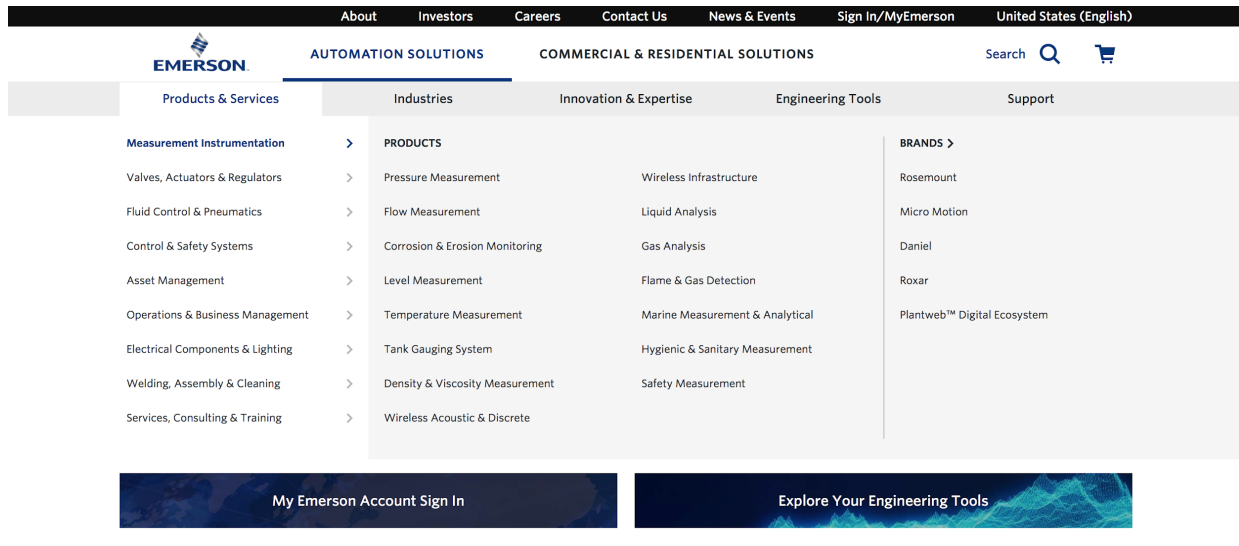 About Investors Careers Contact Us News & Events Sign In/MyEmerson United States (English)
EMERSON AUTOMATION SOLUTIONS COMMERCIAL & RESIDENTIAL SOLUTIONS Search
Products & Services Industries Innovation & Expertise Engineering Tools Support
Measurement Instrumentation
Valves, Actuators & Regulators
Fluid Control & Pneumatics
Control & Safety Systems
Asset Management
Operations & Business Management
Electrical Components & Lighting
Welding, Assembly & Cleaning
Services, Consulting & Training
PRODUCTS
Pressure Measurement
Flow Measurement
Corrosion & Erosion Monitoring
Level Measurement
Temperature Measurement
Tank Gauging System
Density & Viscosity Measurement
Wireless Acoustic & Discrete
Wireless Infrastructure
Liquid Analysis
Gas Analysis
Flame & Gas Detection
Marine Measurement & Analytical
Hygienic & Sanitary Measurement
Safety Measurement
BRANDS
Rosemount
Micro Motion
Daniel
Roxar
Plantweb™ Digital Ecosystem
My Emerson Account Sign In
Explore Your Engineering Tools